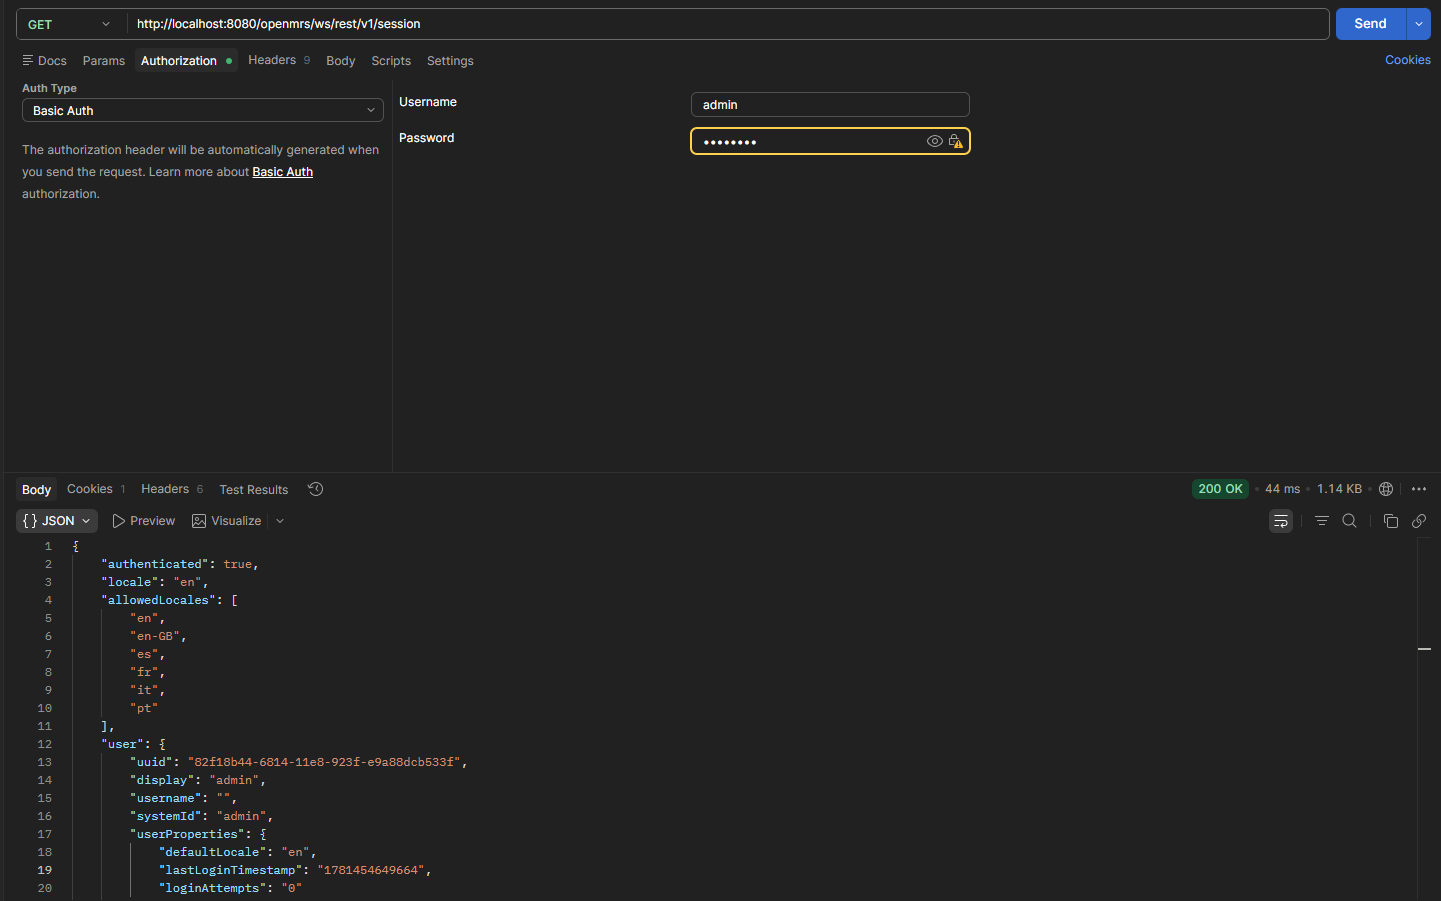 GET http://localhost:8080/openmrs/ws/rest/v1/session Send
Docs Params Authorization Headers 9 Body Scripts Settings Cookies
Auth Type
Basic Auth
The authorization header will be automatically generated when
you send the request. Learn more about Basic Auth
authorization.
Username admin
Password ••••••••
Body Cookies 1 Headers 6 Test Results 200 OK • 44 ms • 1.14 KB •
{} JSON Preview Visualize
1 {
2 "authenticated": true,
3 "locale": "en",
4 "allowedLocales": [
5 "en",
6 "en-GB",
7 "es",
8 "fr",
9 "it",
10 "pt"
11 ],
12 "user": {
13 "uuid": "82f18b44-6814-11e8-923f-e9a88dcb533f",
14 "display": "admin",
15 "username": "",
16 "systemId": "admin",
17 "userProperties": {
18 "defaultLocale": "en",
19 "lastLoginTimestamp": "1781454649664",
20 "loginAttempts": "0"